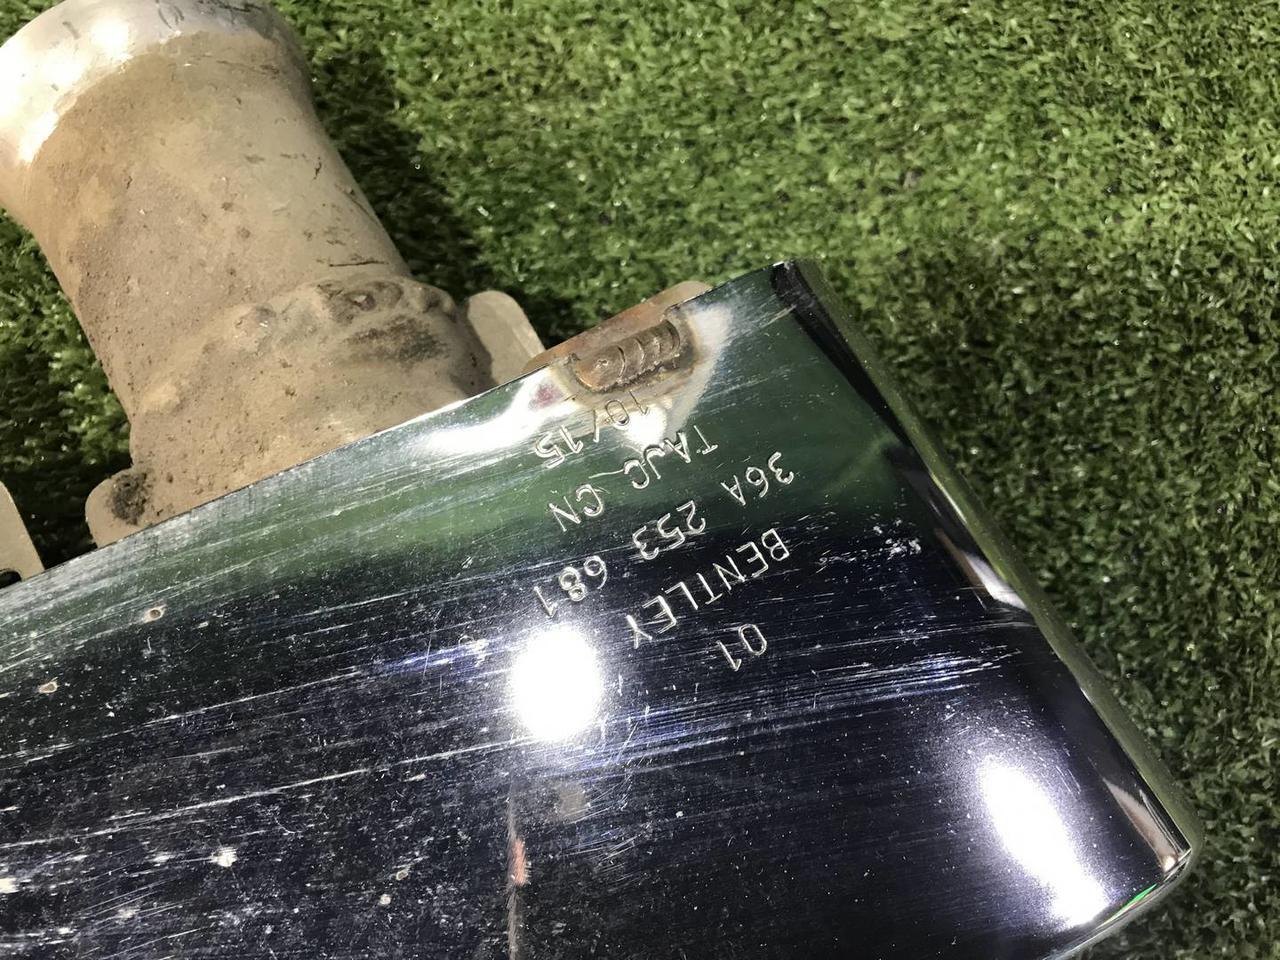 01
BENTLEY
36A 253 681
TAJC CN
10/15